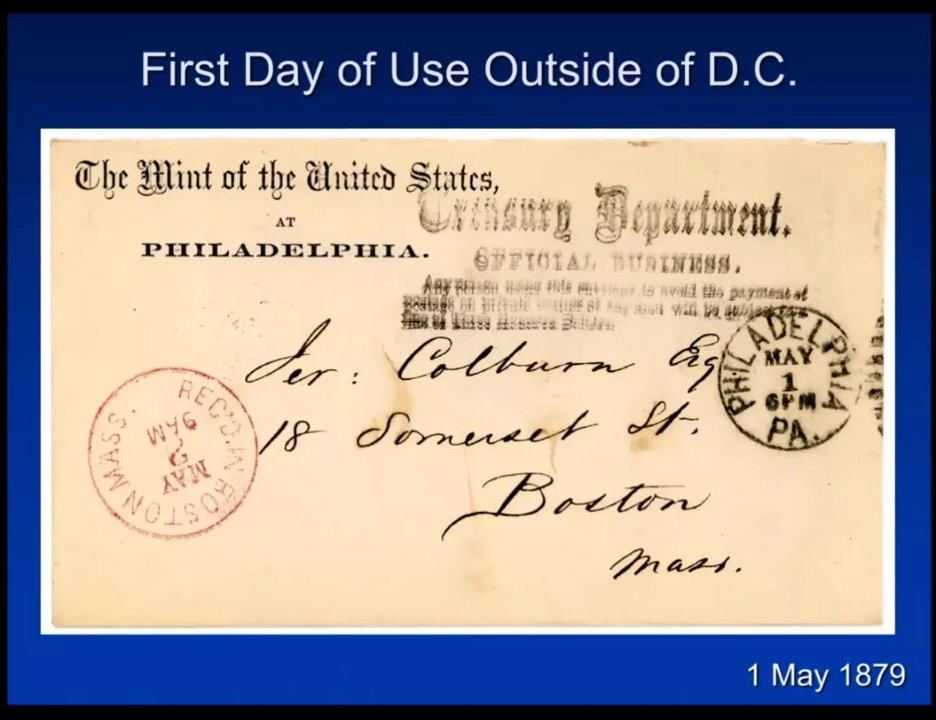 First Day of Use Outside of D.C.
The Mint of the United States,
AT
PHILADELPHIA.
Treasury Department.
OFFICIAL BUSINESS.
Any person using this envelope to avoid the payment of
postage on private matter of any kind will be subject to a
fine of Three Hundred Dollars.
Jer: Colburn Esq
18 Somerset St.
Boston
Mass.
PHILADELPHIA
MAY
1
6PM
PA.
REC'D. IN BOSTON MASS.
MAY
2
9AM
1 May 1879